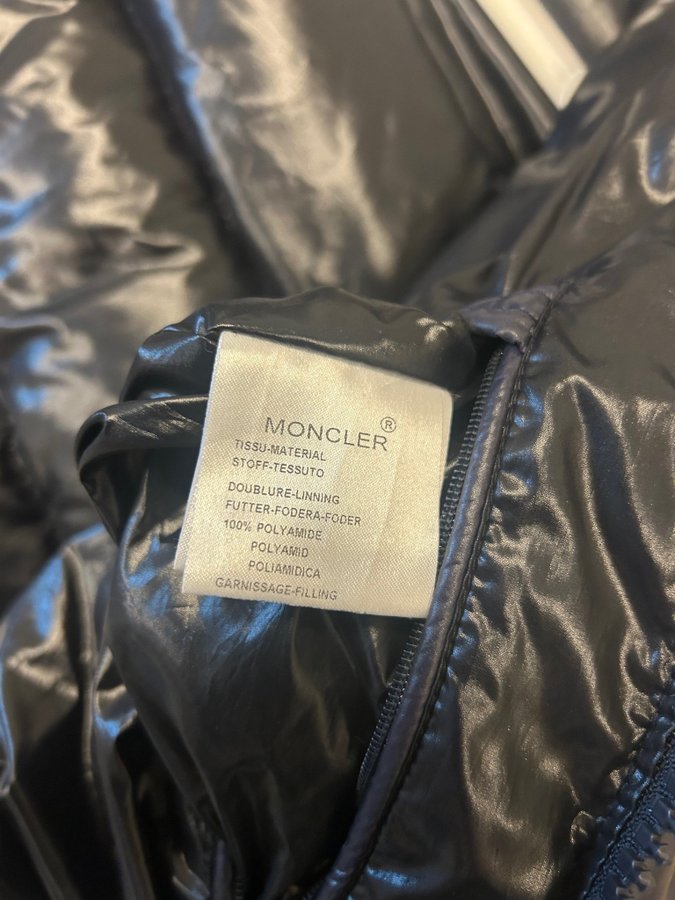 MONCLER®
TISSU-MATERIAL
STOFF-TESSUTO
DOUBLURE-LINNING
FUTTER-FODERA-FODER
100% POLYAMIDE
POLYAMID
POLIAMIDICA
GARNISSAGE-FILLING